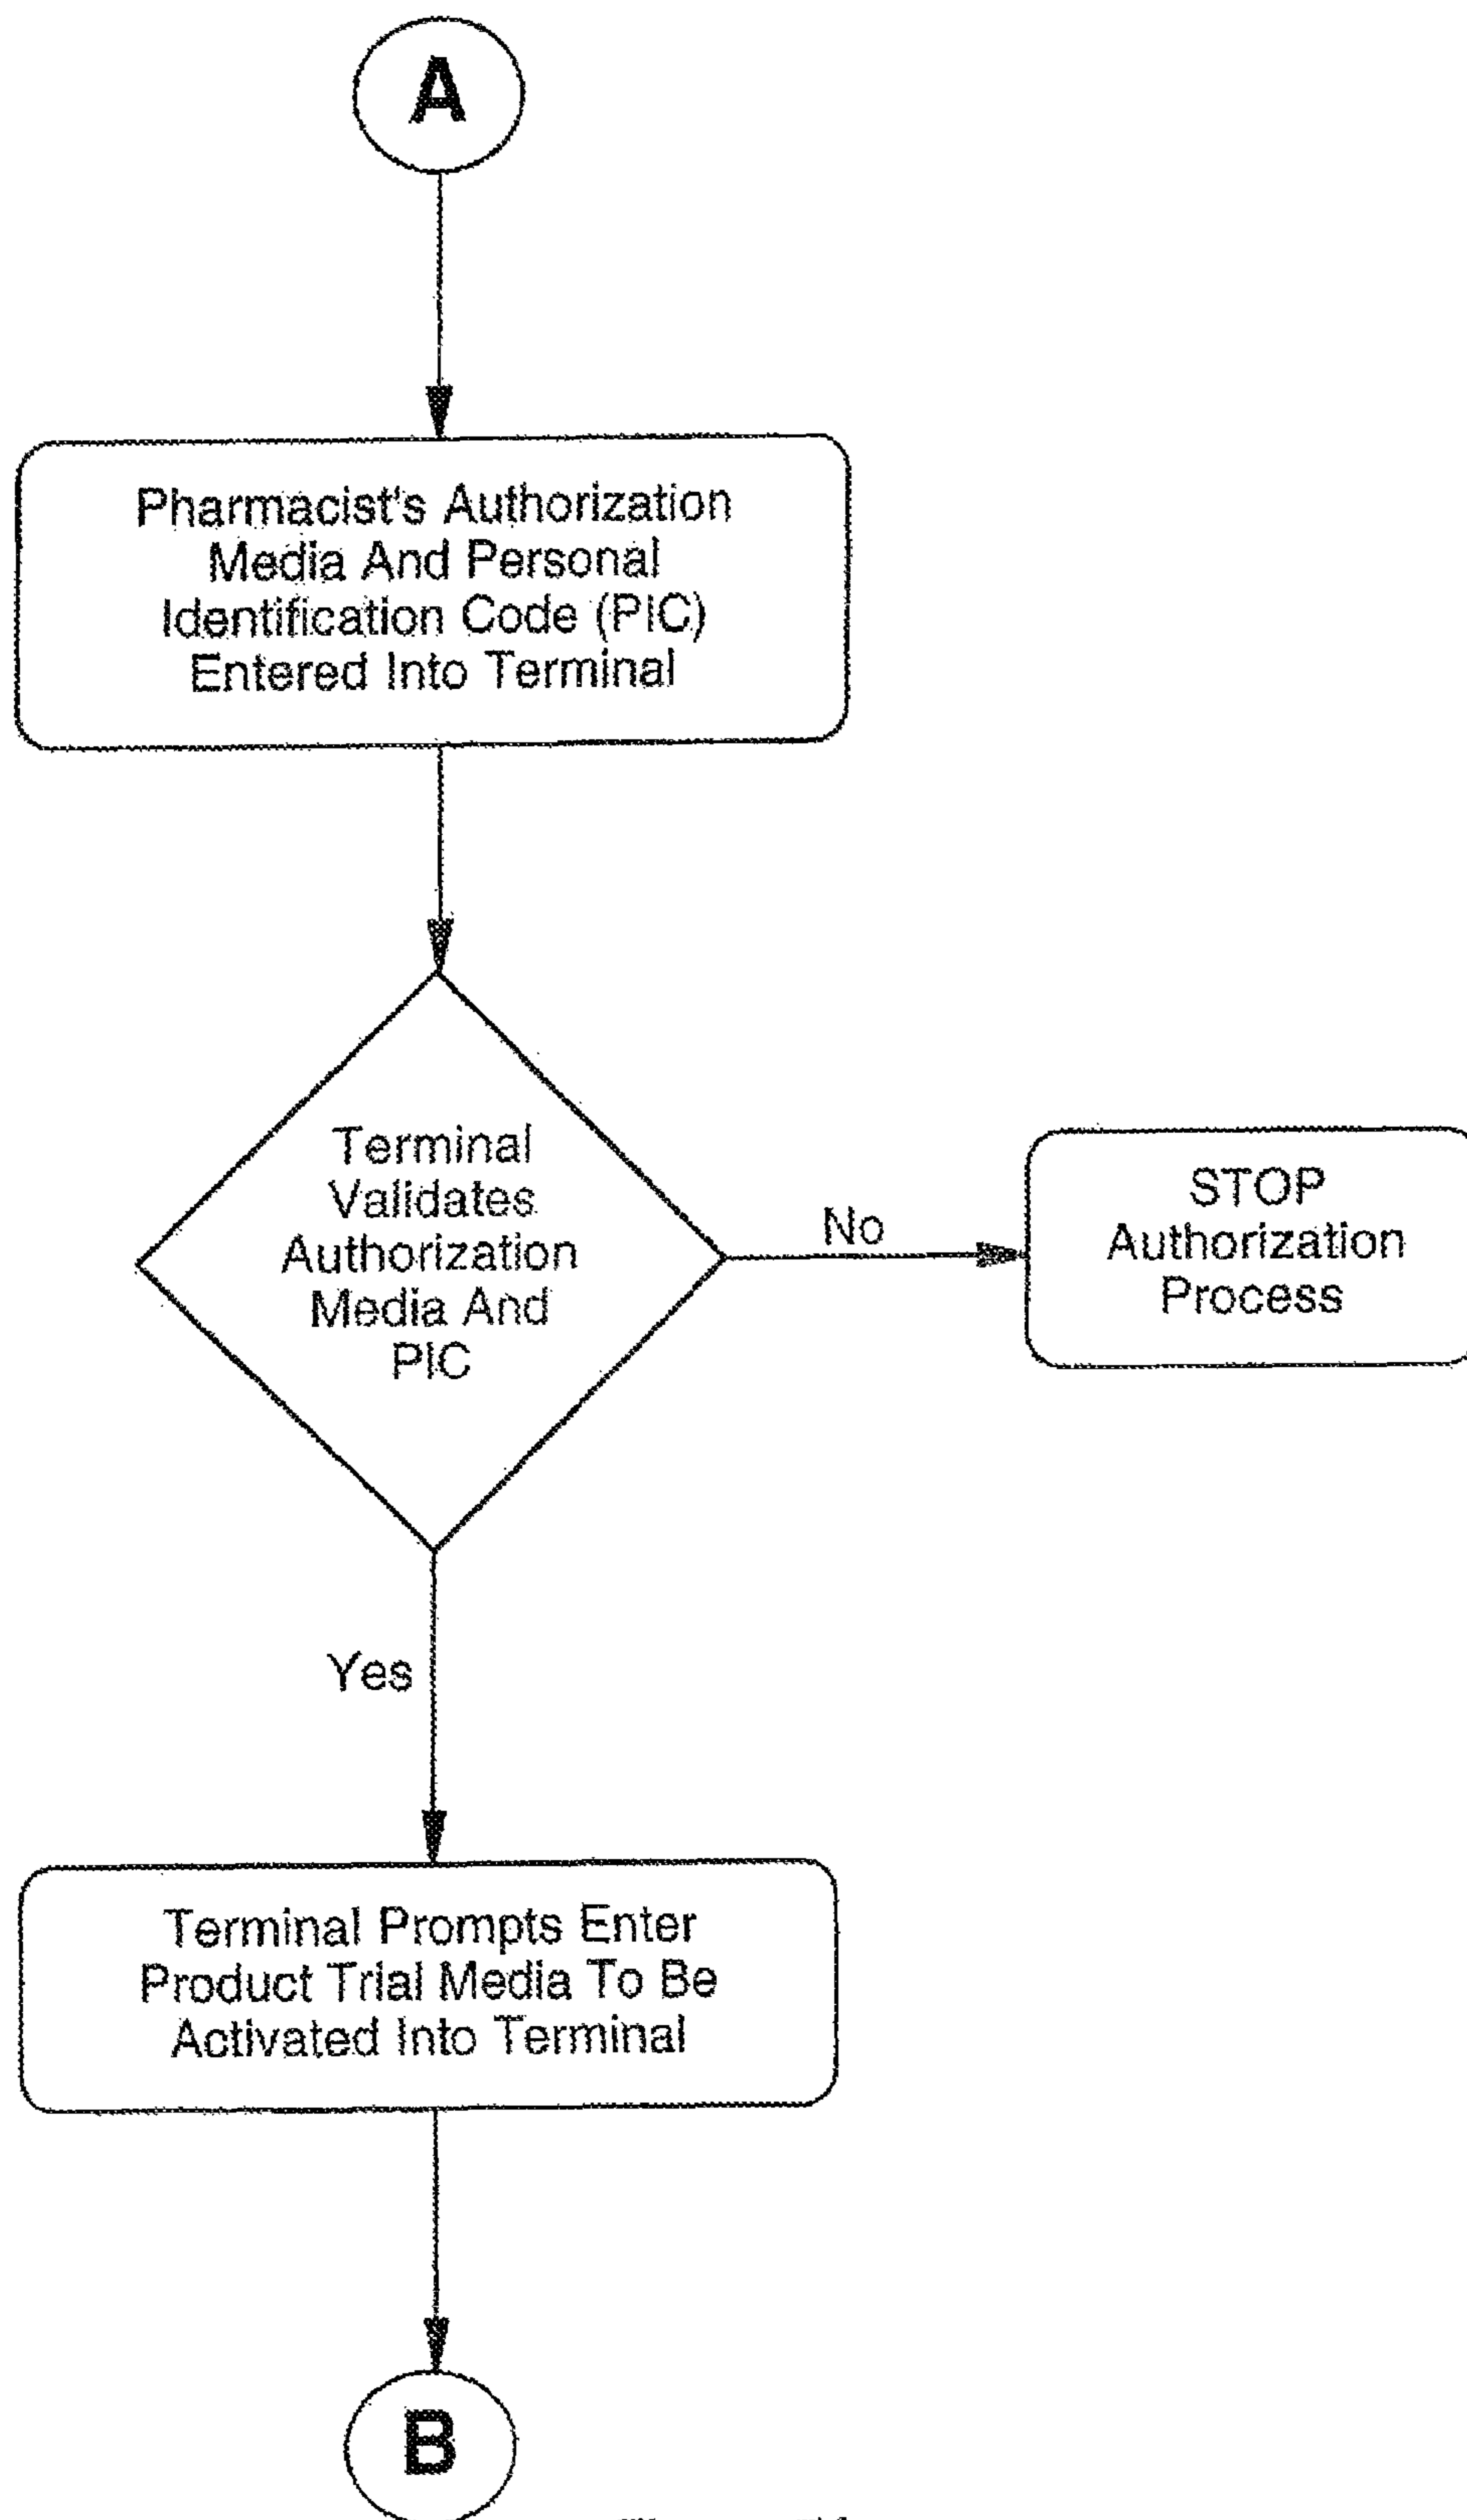 A
Pharmacist's Authorization
Media And Personal
Identification Code (PIC)
Entered Into Terminal
Terminal
Validates
Authorization
Media And
PIC
No
STOP
Authorization
Process
Yes
Terminal Prompts Enter
Product Trial Media To Be
Activated Into Terminal
B